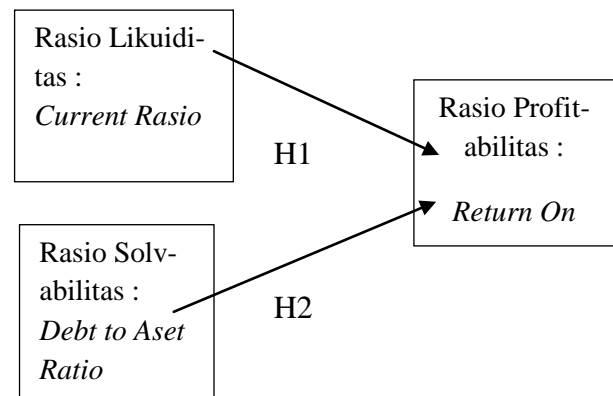 Rasio Likuidi-
tas :
Current Rasio
H1
Rasio Profit-
abilitas :
Return On
Rasio Solv-
abilitas :
Debt to Aset
Ratio
H2